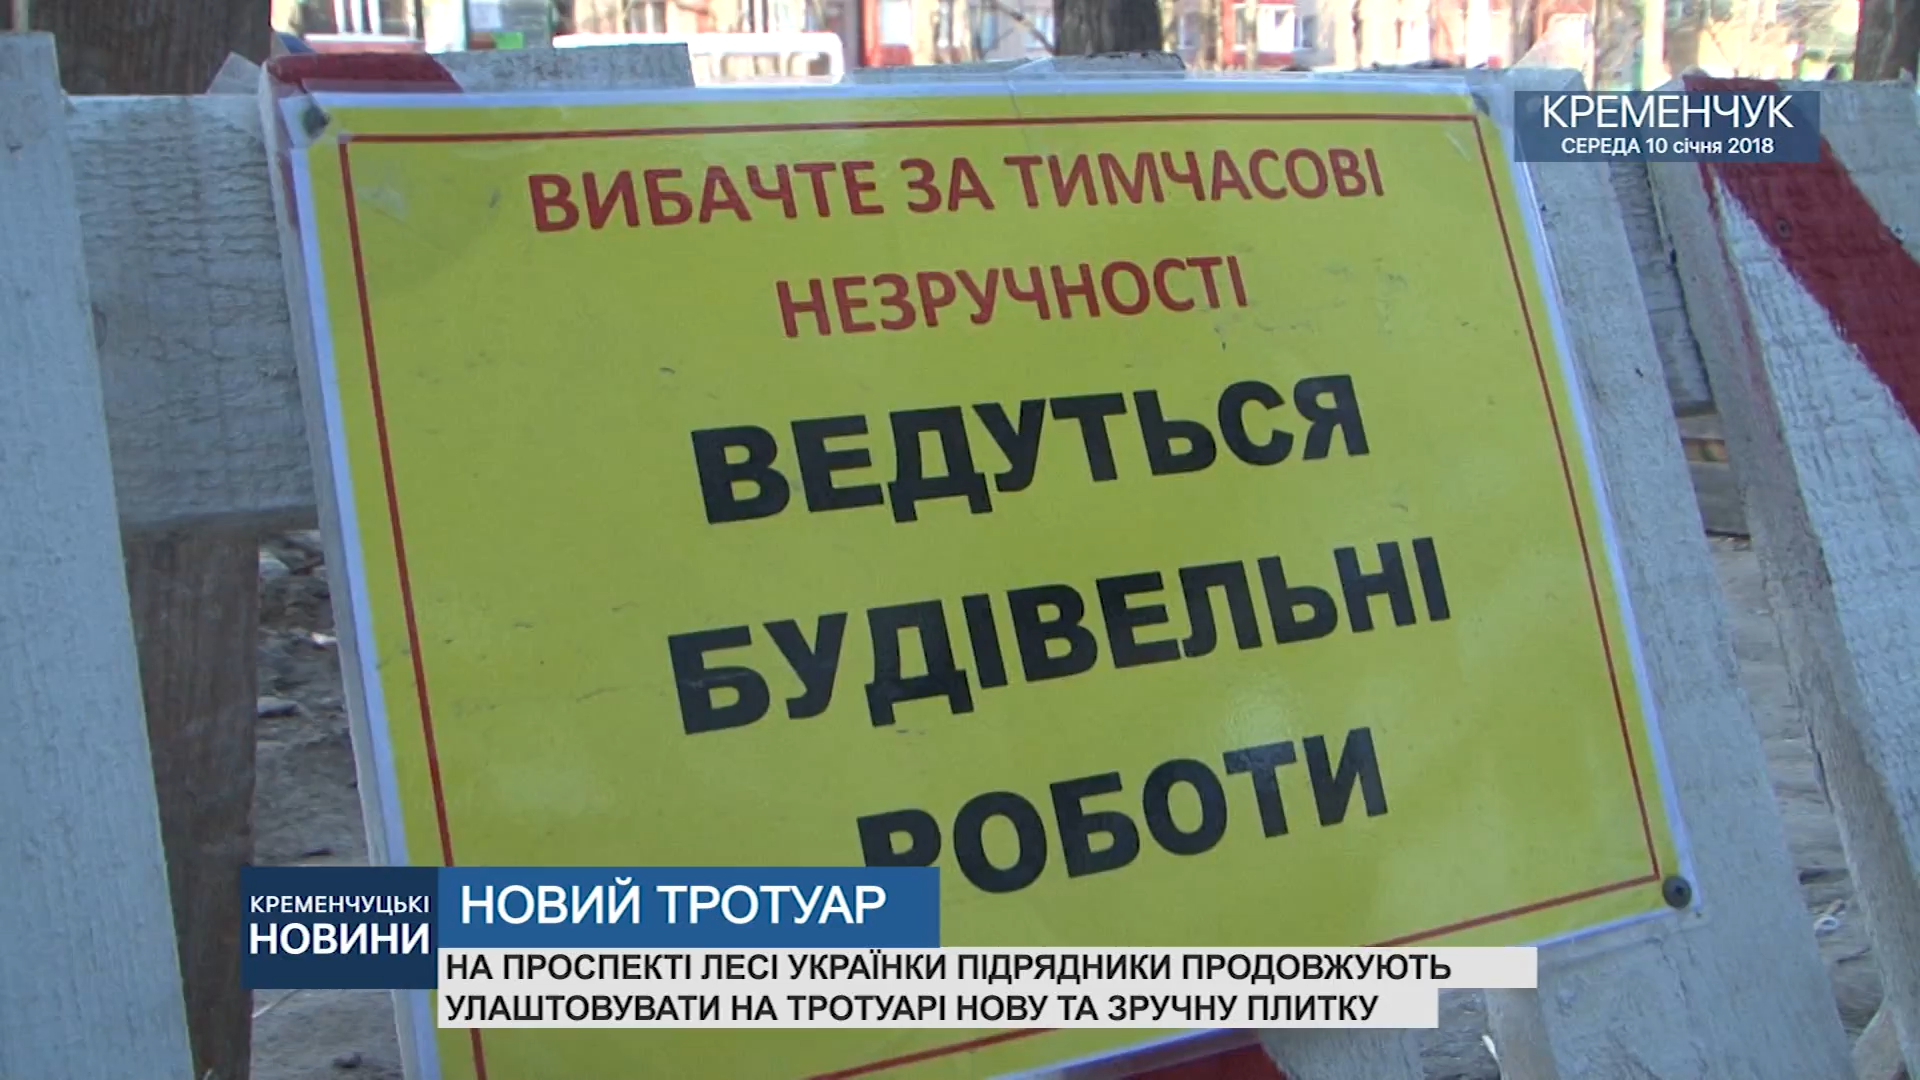 КРЕМЕНЧУК
СЕРЕДА 10 січня 2018
ВИБАЧТЕ ЗА ТИМЧАСОВІ
НЕЗРУЧНОСТІ
ВЕДУТЬСЯ
БУДІВЕЛЬНІ
РОБОТИ
КРЕМЕНЧУЦЬКІ
НОВИНИ
НОВИЙ ТРОТУАР
НА ПРОСПЕКТІ ЛЕСІ УКРАЇНКИ ПІДРЯДНИКИ ПРОДОВЖУЮТЬ
УЛАШТОВУВАТИ НА ТРОТУАРІ НОВУ ТА ЗРУЧНУ ПЛИТКУ